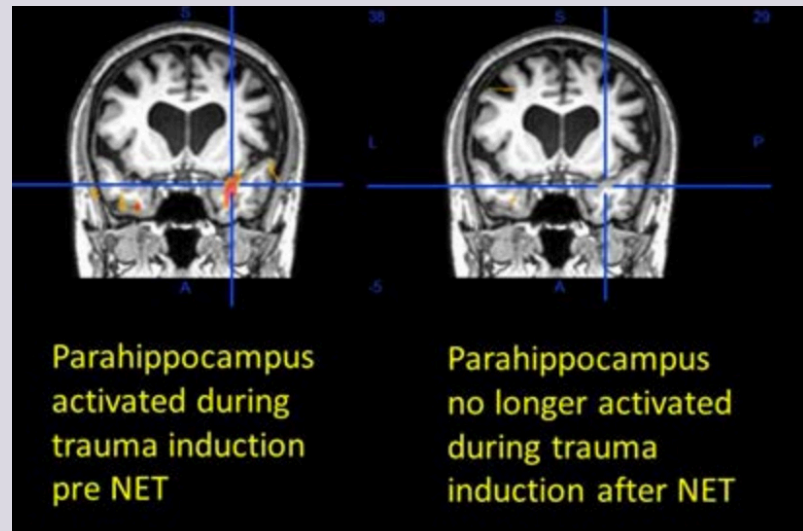 S
38
S
29
L
P
A
-5
A
Parahippocampus
activated during
trauma induction
pre NET
Parahippocampus
no longer activated
during trauma
induction after NET